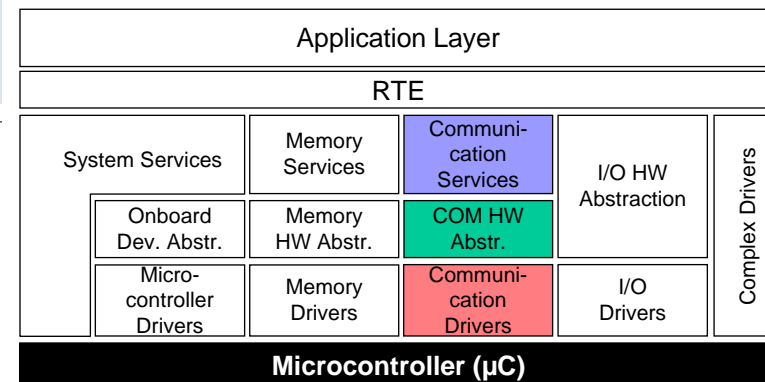 Application Layer
RTE
System Services
Memory
Services
Communi-
cation
Services
I/O HW
Abstraction
Complex Drivers
Onboard
Dev. Abstr.
Memory
HW Abstr.
COM HW
Abstr.
Micro-
controller
Drivers
Memory
Drivers
Communi-
cation
Drivers
I/O
Drivers
Microcontroller (µC)